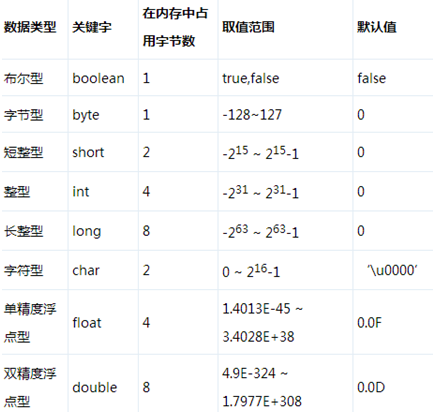 数据类型 关键字 在内存中占用字节数 取值范围 默认值
布尔型 boolean 1 true,false false
字节型 byte 1 -128~127 0
短整型 short 2 -2^15 ~ 2^15-1 0
整型 int 4 -2^31 ~ 2^31-1 0
长整型 long 8 -2^63 ~ 2^63-1 0
字符型 char 2 0 ~ 2^16-1 '\u0000'
单精度浮点型 float 4 1.4013E-45 ~ 3.4028E+38 0.0F
双精度浮点型 double 8 4.9E-324 ~ 1.7977E+308 0.0D